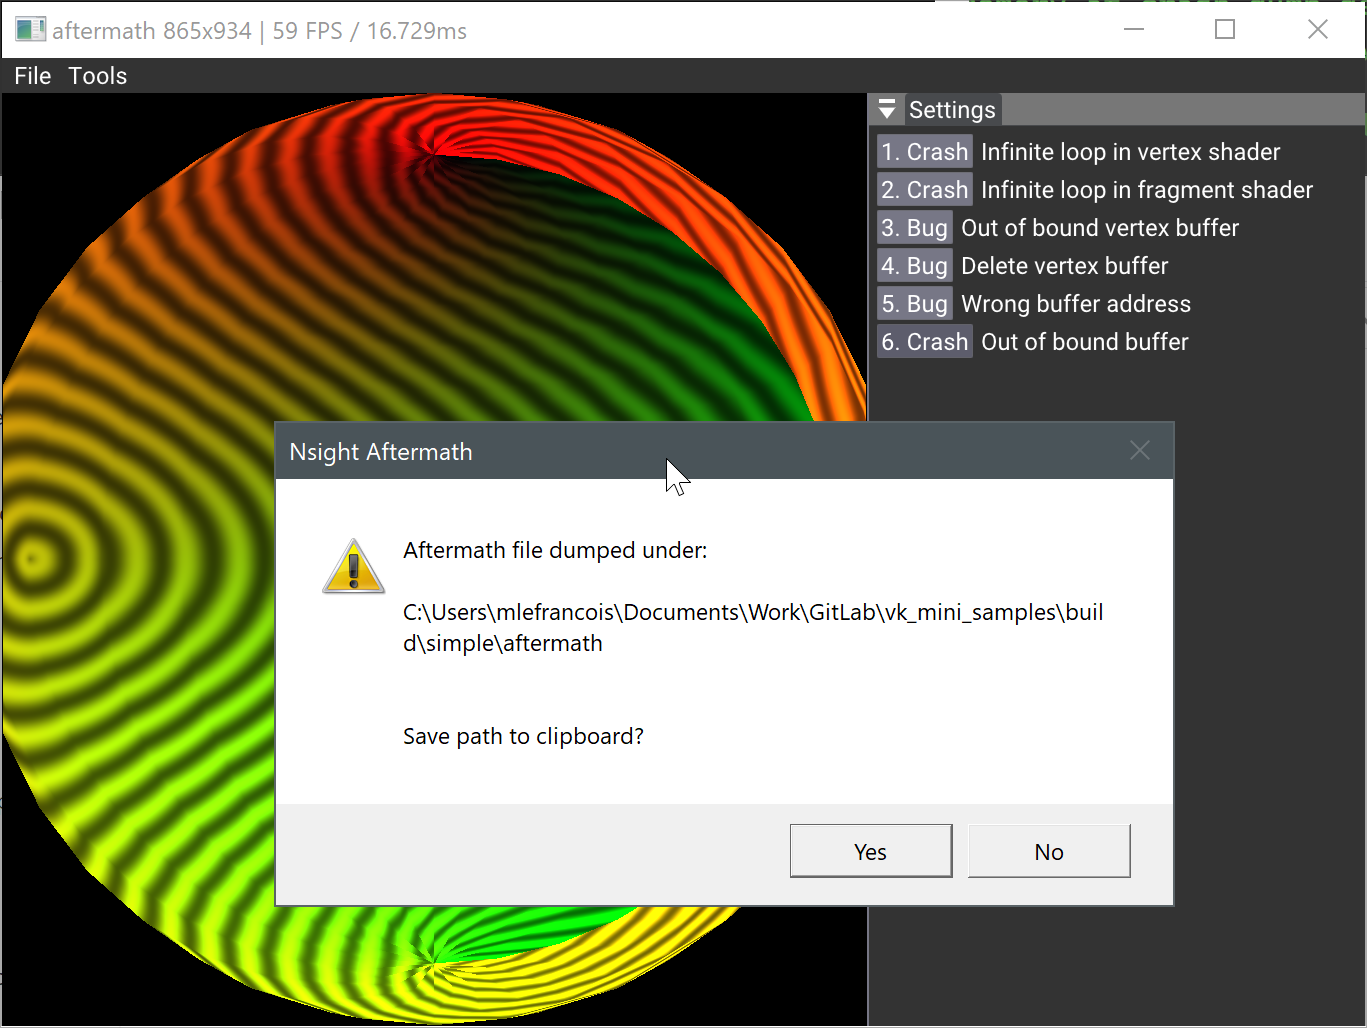 aftermath 865x934 | 59 FPS / 16.729ms
File Tools
Settings
1. Crash Infinite loop in vertex shader
2. Crash Infinite loop in fragment shader
3. Bug Out of bound vertex buffer
4. Bug Delete vertex buffer
5. Bug Wrong buffer address
6. Crash Out of bound buffer
Nsight Aftermath
Aftermath file dumped under:
C:\Users\mlefrancois\Documents\Work\GitLab\vk_mini_samples\buil
d\simple\aftermath
Save path to clipboard?
Yes No